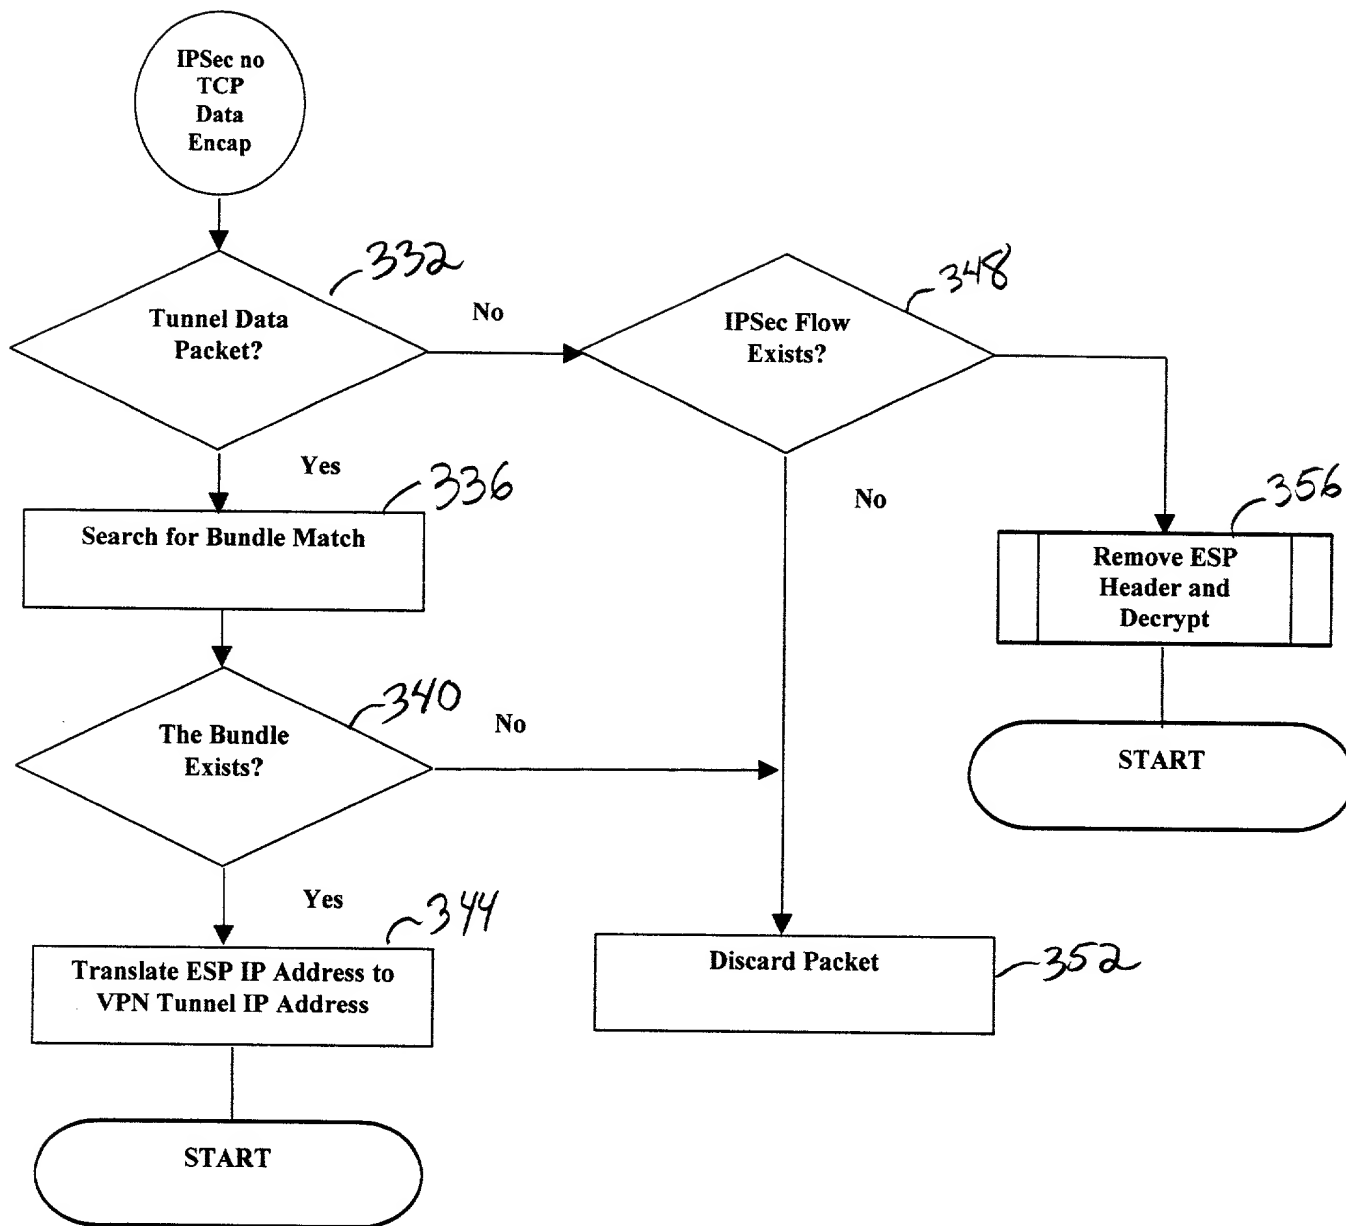 IPSec no
TCP
Data
Encap
332
Tunnel Data
Packet?
No
348
IPSec Flow
Exists?
Yes
336
Search for Bundle Match
No
356
Remove ESP
Header and
Decrypt
340
The Bundle
Exists?
No
START
Yes
344
Translate ESP IP Address to
VPN Tunnel IP Address
Discard Packet
352
START